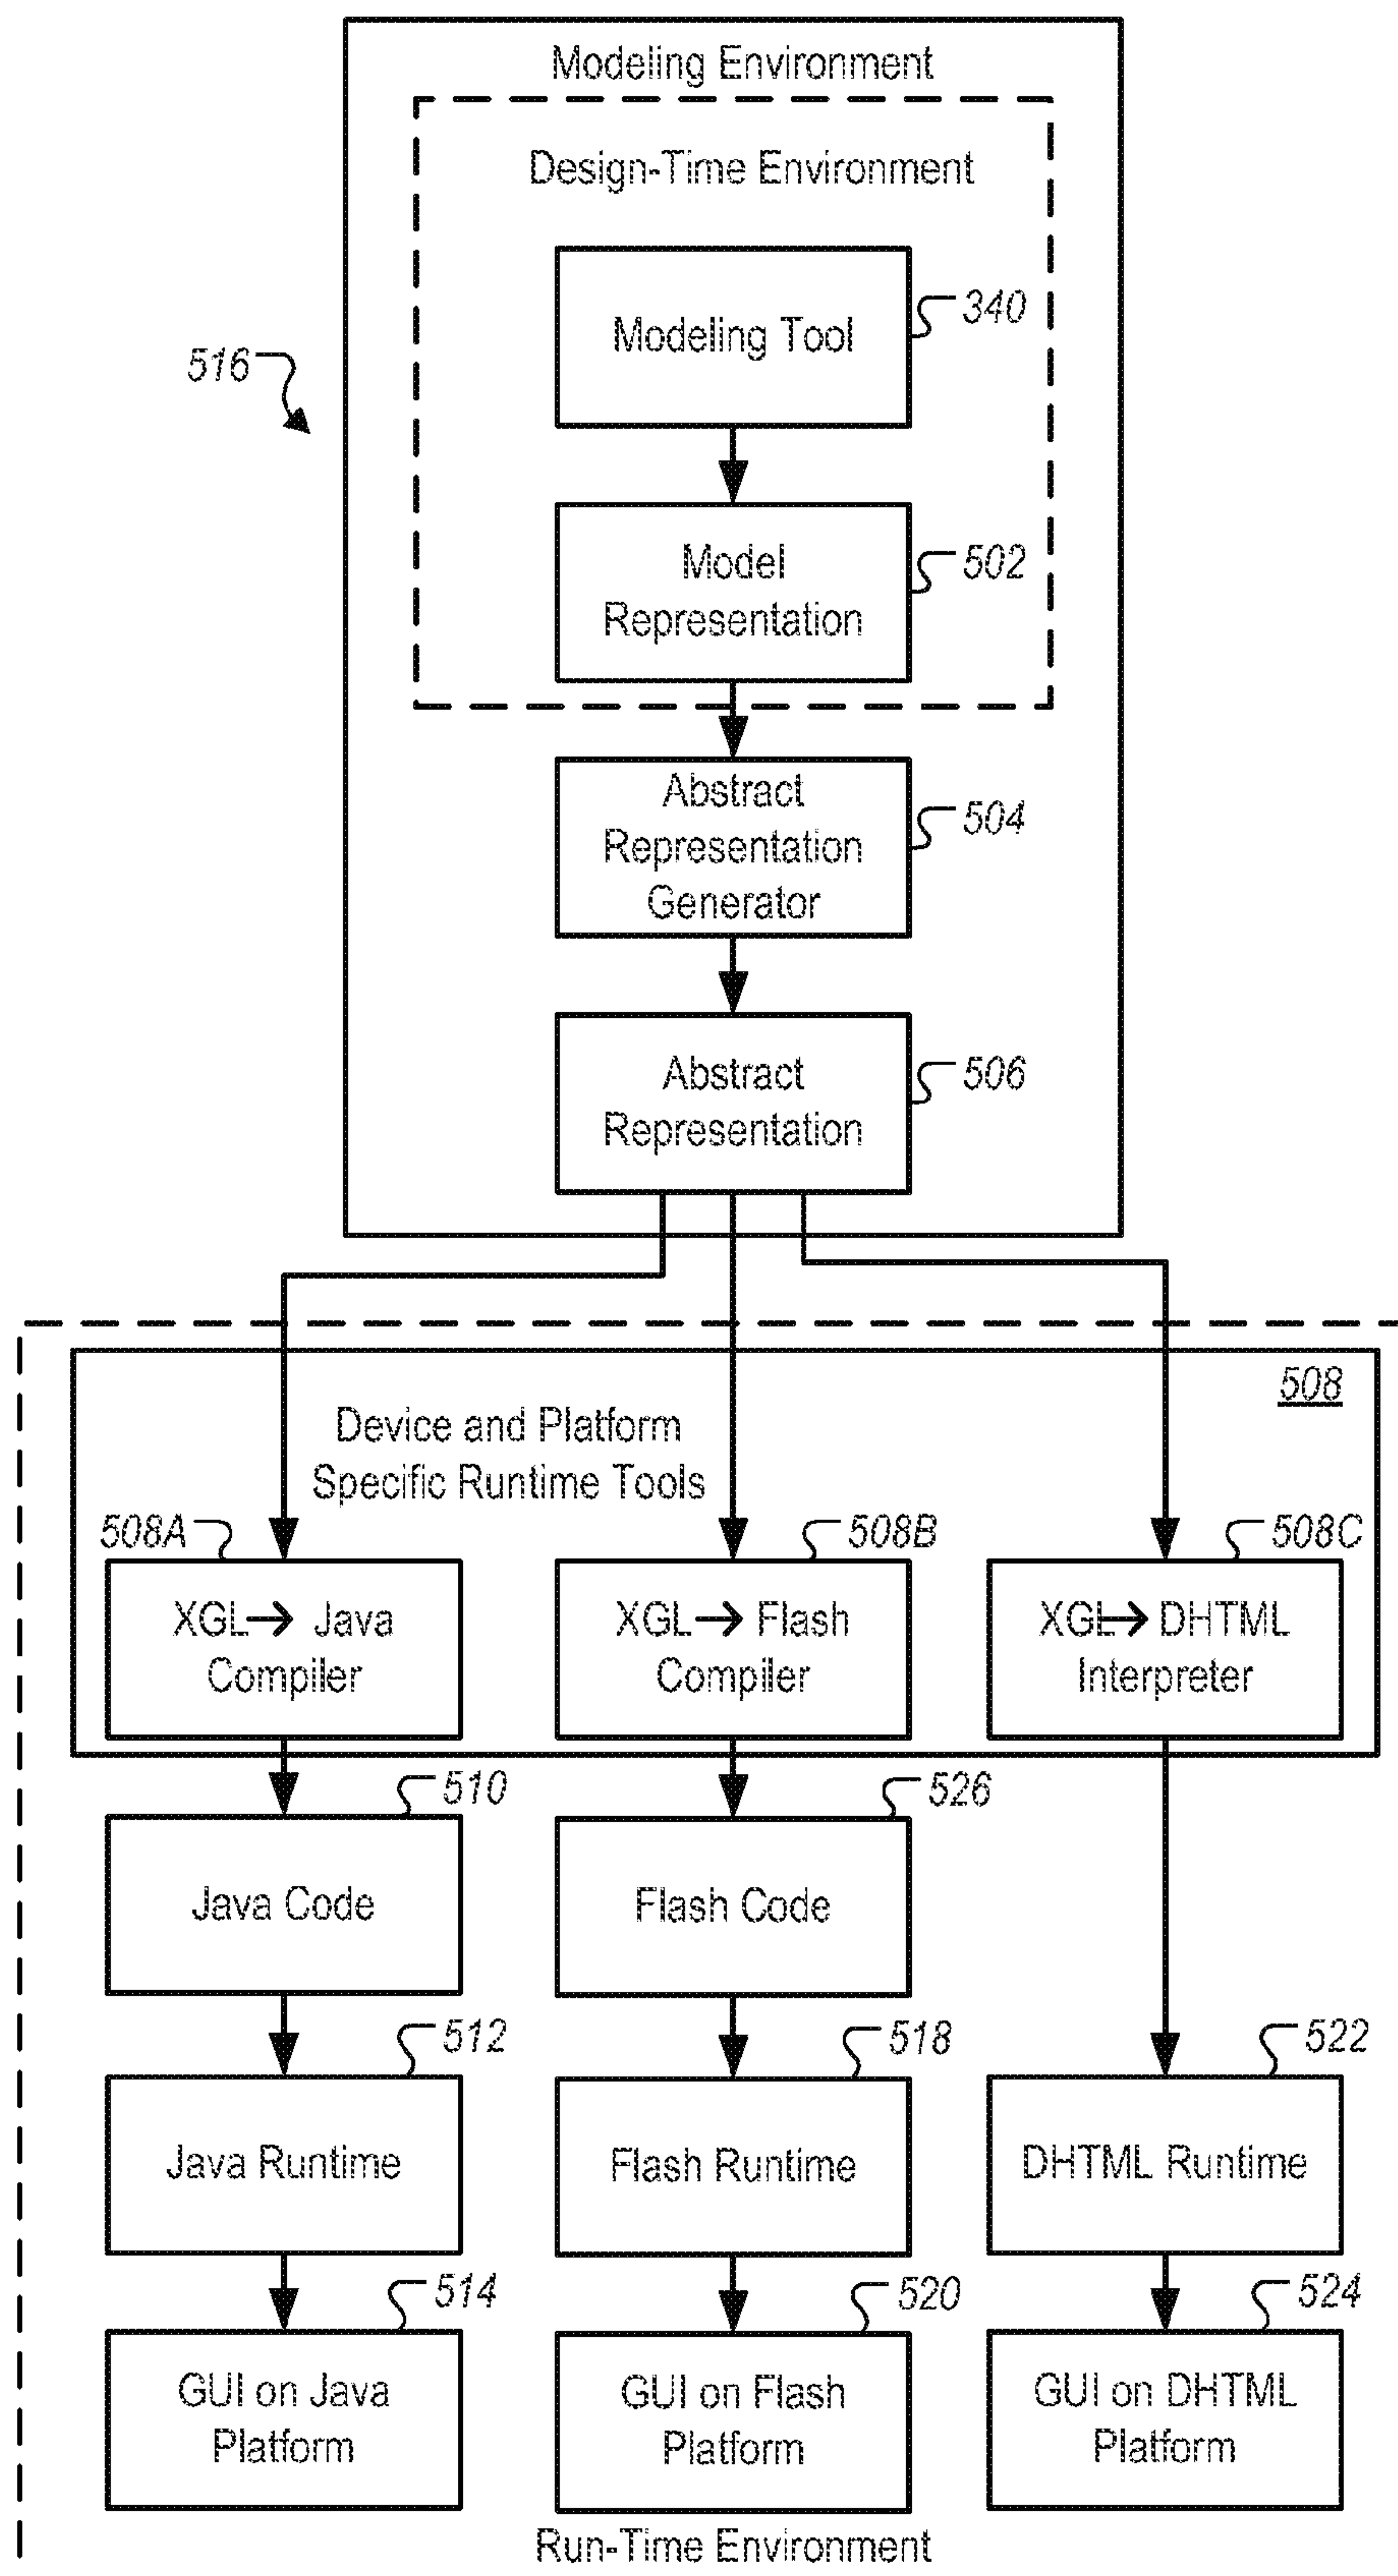 Modeling Environment
Design-Time Environment
Modeling Tool
340
516
Model
Representation
502
Abstract
Representation
Generator
504
Abstract
Representation
506
508
Device and Platform
Specific Runtime Tools
508A
508B
508C
XGL→ Java
Compiler
XGL→ Flash
Compiler
XGL→ DHTML
Interpreter
510
526
Java Code
Flash Code
512
518
522
Java Runtime
Flash Runtime
DHTML Runtime
514
520
524
GUI on Java
Platform
GUI on Flash
Platform
GUI on DHTML
Platform
Run-Time Environment